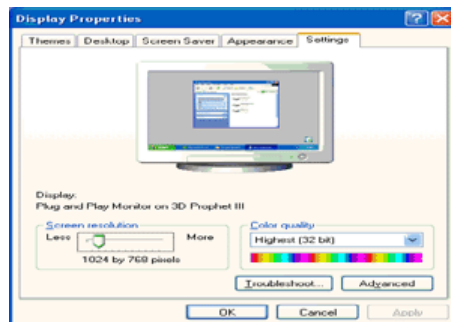 Display Properties
Themes Desktop Screen Saver Appearance Settings
Display:
Plug and Play Monitor on 3D Prophet III
Screen resolution
Less More
1024 by 768 pixels
Color quality
Highest (32 bit)
Troubleshoot... Advanced
OK Cancel Apply